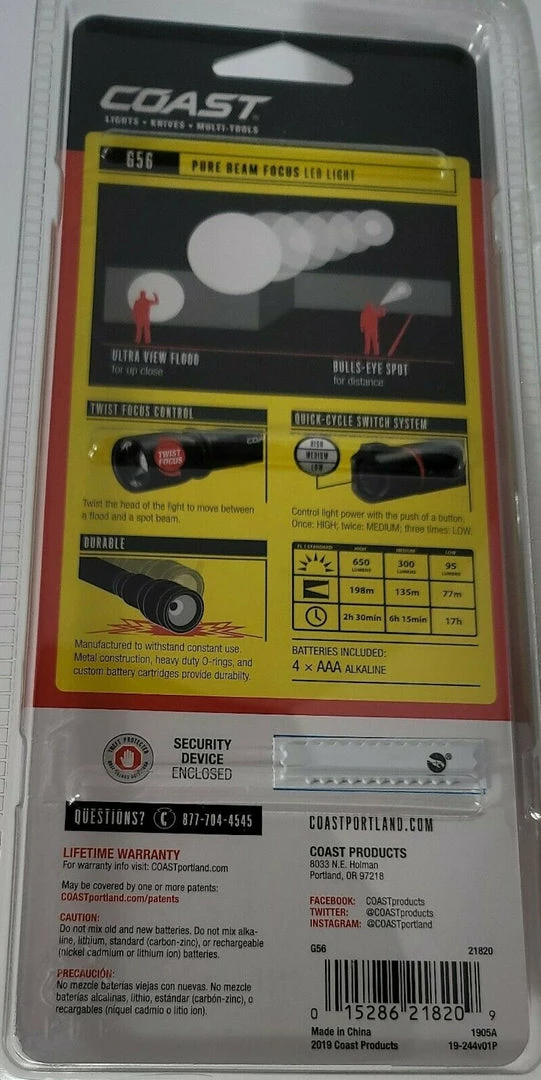 COAST
LIGHTS • KNIVES • MULTI-TOOLS
G56 PURE BEAM FOCUS LED LIGHT
ULTRA VIEW FLOOD
for up close
BULLS-EYE SPOT
for distance
TWIST FOCUS CONTROL
TWIST
FOCUS
Twist the head of the light to move between
a flood and a spot beam.
QUICK-CYCLE SWITCH SYSTEM
HIGH
MEDIUM
LOW
Control light power with the push of a button.
Once: HIGH; twice: MEDIUM; three times: LOW.
DURABLE
Manufactured to withstand constant use.
Metal construction, heavy duty O-rings, and
custom battery cartridges provide durability.
FL 1 STANDARD HIGH MEDIUM LOW
650 LUMENS 300 LUMENS 95 LUMENS
198m 135m 77m
2h 30min 6h 15min 17h
BATTERIES INCLUDED:
4 × AAA ALKALINE
THEFT PROTECTED
SECURITY
DEVICE
ENCLOSED
QUESTIONS? 877-704-4545
LIFETIME WARRANTY
For warranty info visit: COASTportland.com
May be covered by one or more patents:
COASTportland.com/patents
CAUTION:
Do not mix old and new batteries. Do not mix alka-
line, lithium, standard (carbon-zinc), or rechargeable
(nickel cadmium or lithium ion) batteries.
PRECAUCIÓN:
No mezcle baterías viejas con nuevas. No mezcle
baterías alcalinas, lithio, estándar (carbón-zinc), o
recargables (níquel cadmio o litio ion).
COASTPORTLAND.COM
COAST PRODUCTS
8033 N.E. Holman
Portland, OR 97218
FACEBOOK: COASTproducts
TWITTER: @COASTproducts
INSTAGRAM: @COASTportland
G56 21820
0 15286 21820 9
Made in China 1905A
2019 Coast Products 19-244v01P